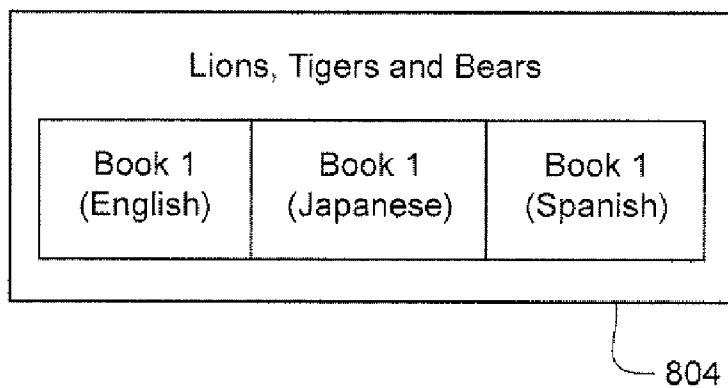 Lions, Tigers and Bears
Book 1
(English)
Book 1
(Japanese)
Book 1
(Spanish)
804